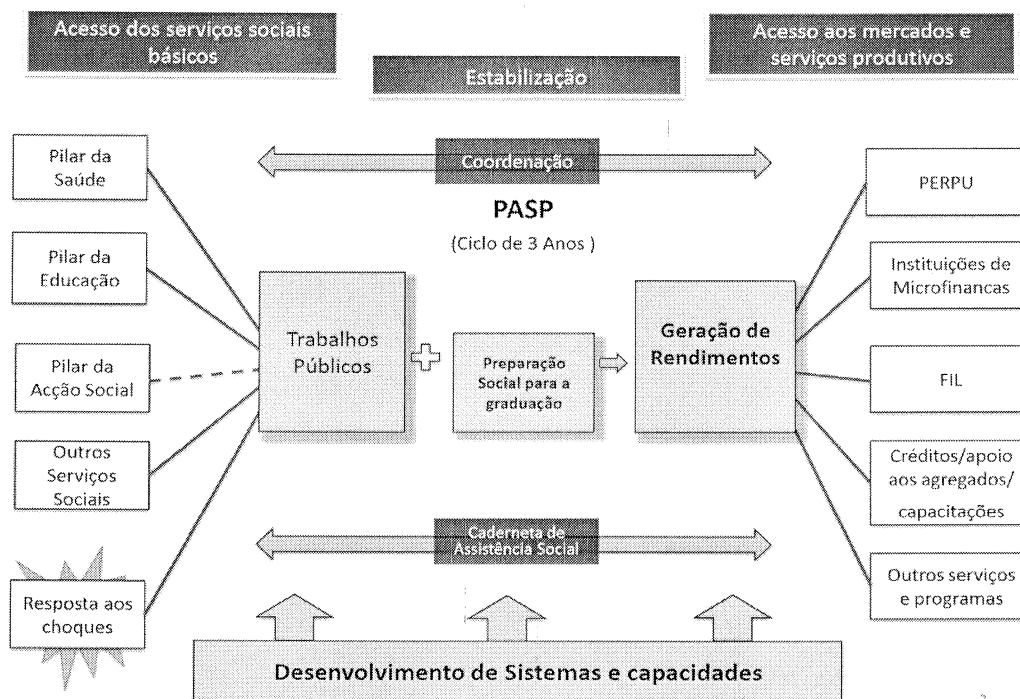 Acesso dos serviços sociais
básicos
Estabilização
Acesso aos mercados e
serviços produtivos
Coordenação
PASP
(Ciclo de 3 Anos )
Pilar da
Saúde
Pilar da
Educação
Pilar da
Acção Social
Outros
Serviços
Sociais
Resposta aos
choques
Trabalhos
Públicos
Preparação
Social para a
graduação
Geração de
Rendimentos
PERPU
Instituições de
Microfinancas
FIL
Créditos/apoio
aos agregados/
capacitações
Outros serviços
e programas
Caderneta de
Assistência Social
Desenvolvimento de Sistemas e capacidades